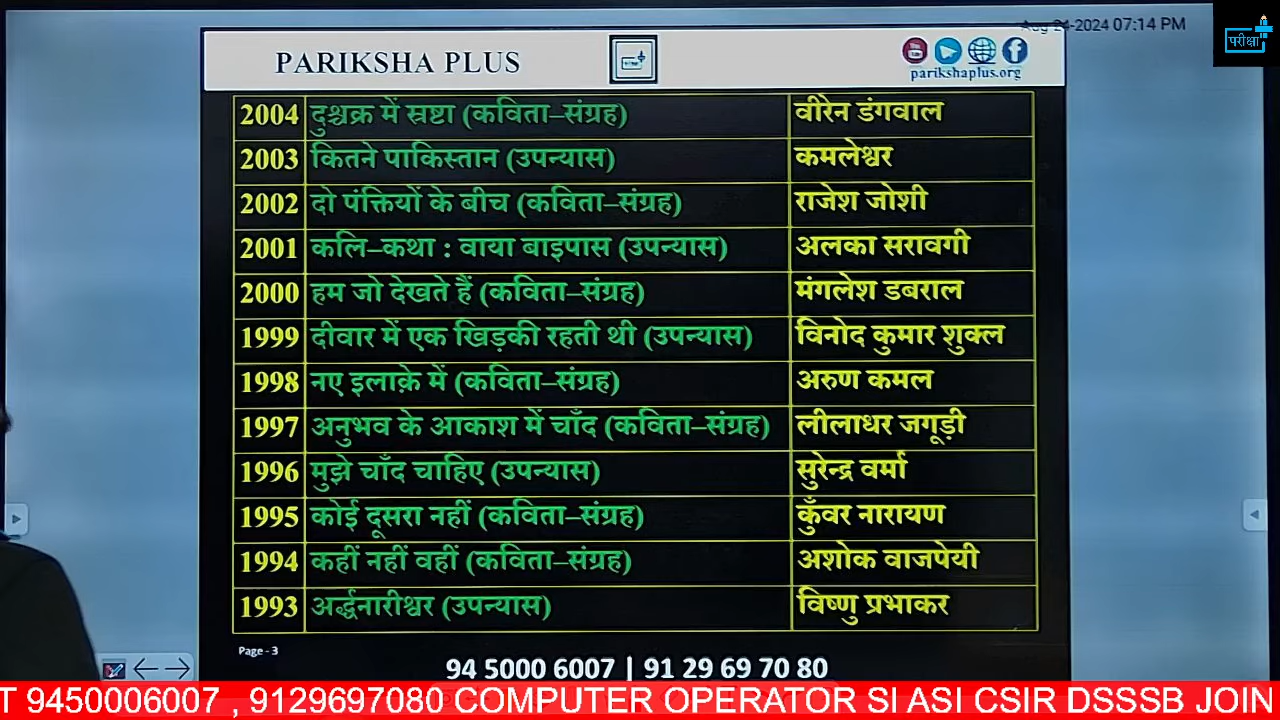 Aug 24-2024 07:14 PM
परीक्षा
PARIKSHA PLUS
parikshaplus.org
2004 दुश्चक्र में स्रष्टा (कविता–संग्रह) वीरेन डंगवाल
2003 कितने पाकिस्तान (उपन्यास) कमलेश्वर
2002 दो पंक्तियों के बीच (कविता–संग्रह) राजेश जोशी
2001 कलि–कथा : वाया बाइपास (उपन्यास) अलका सरावगी
2000 हम जो देखते हैं (कविता–संग्रह) मंगलेश डबराल
1999 दीवार में एक खिड़की रहती थी (उपन्यास) विनोद कुमार शुक्ल
1998 नए इलाक़े में (कविता–संग्रह) अरुण कमल
1997 अनुभव के आकाश में चाँद (कविता–संग्रह) लीलाधर जगूड़ी
1996 मुझे चाँद चाहिए (उपन्यास) सुरेन्द्र वर्मा
1995 कोई दूसरा नहीं (कविता–संग्रह) कुँवर नारायण
1994 कहीं नहीं वहीं (कविता–संग्रह) अशोक वाजपेयी
1993 अर्द्धनारीश्वर (उपन्यास) विष्णु प्रभाकर
Page - 3
94 5000 6007 | 91 29 69 70 80
T 9450006007 , 9129697080 COMPUTER OPERATOR SI ASI CSIR DSSSB JOIN